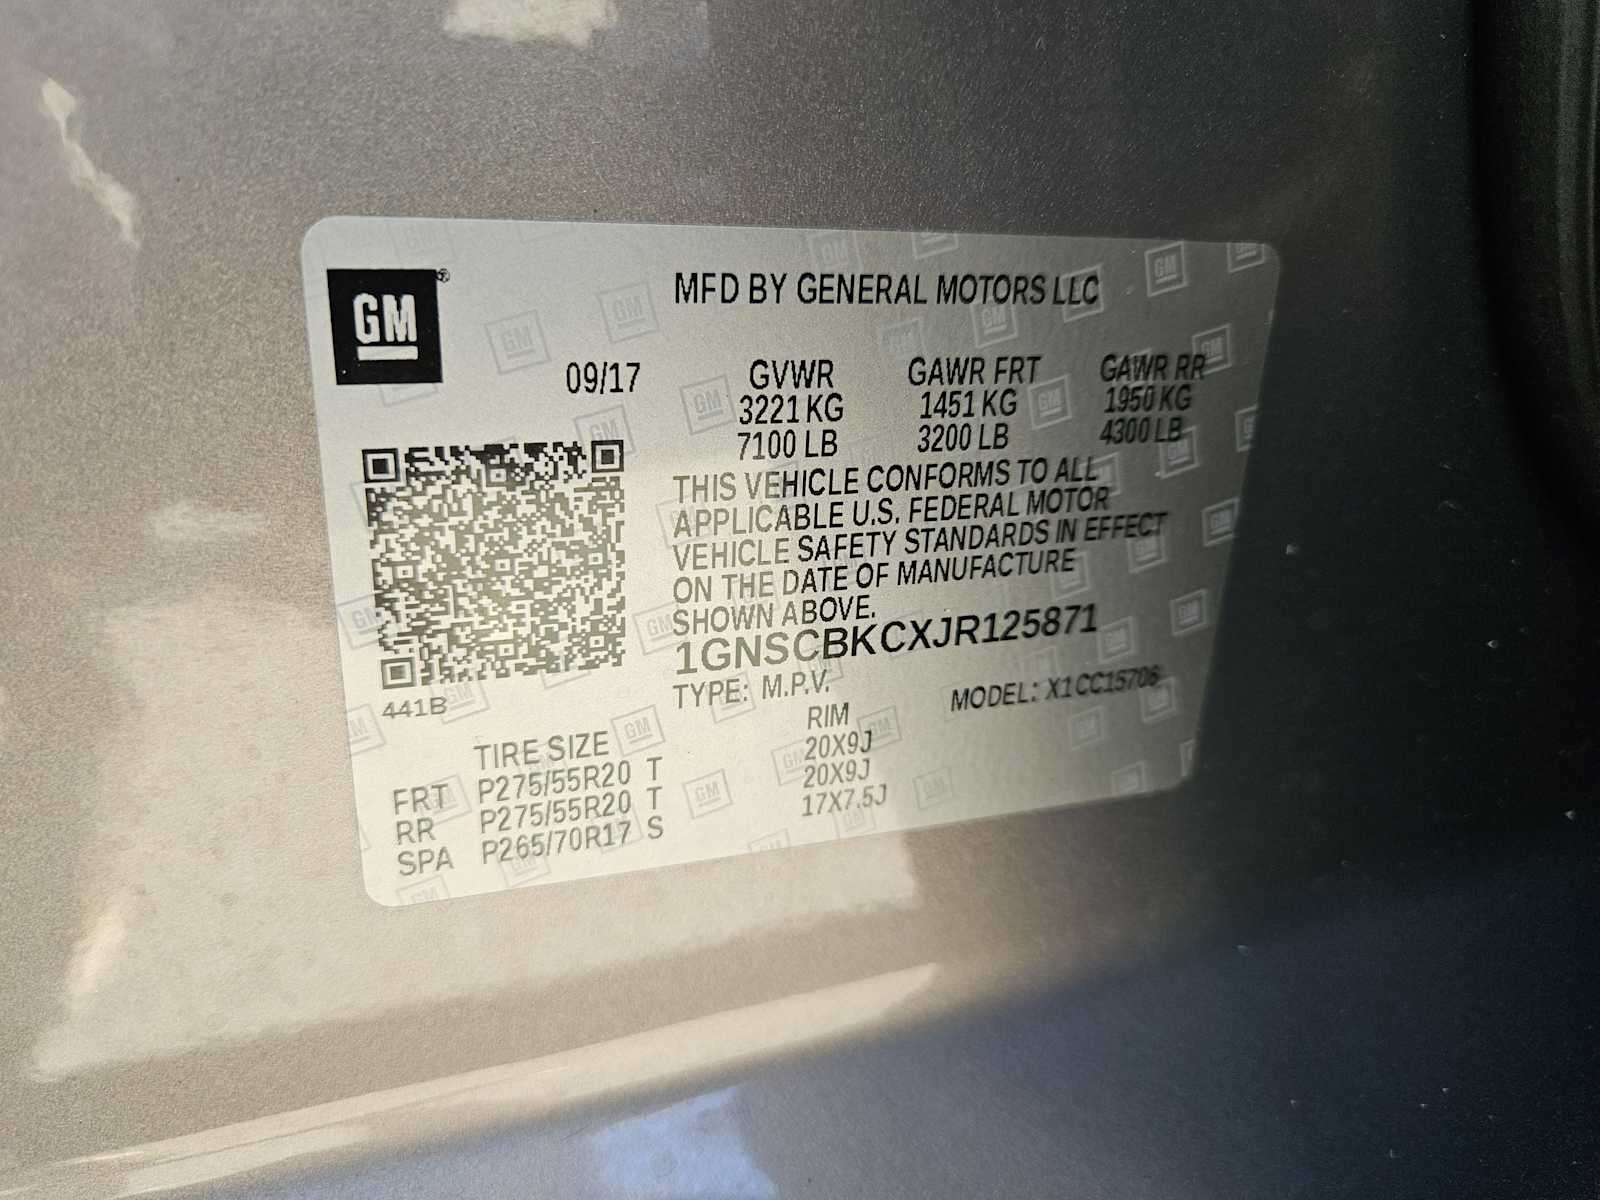 GM®
MFD BY GENERAL MOTORS LLC
09/17 GVWR GAWR FRT GAWR RR
3221 KG 1451 KG 1950 KG
7100 LB 3200 LB 4300 LB
THIS VEHICLE CONFORMS TO ALL
APPLICABLE U.S. FEDERAL MOTOR
VEHICLE SAFETY STANDARDS IN EFFECT
ON THE DATE OF MANUFACTURE
SHOWN ABOVE.
1GNSCBKCXJR125871
441B
TYPE: M.P.V. MODEL: X1CC15706
TIRE SIZE RIM
FRT P275/55R20 T 20X9J
RR P275/55R20 T 20X9J
SPA P265/70R17 S 17X7.5J